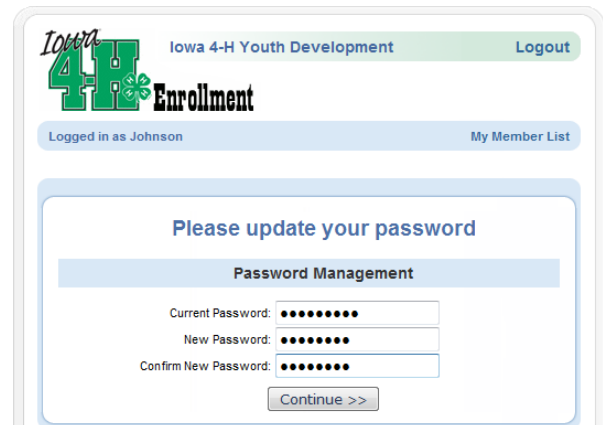 Iowa 4-H Youth Development Logout
Iowa
4-H
Enrollment
Logged in as Johnson My Member List
Please update your password
Password Management
Current Password: ●●●●●●●●●
New Password: ●●●●●●●●
Confirm New Password: ●●●●●●●●
Continue >>